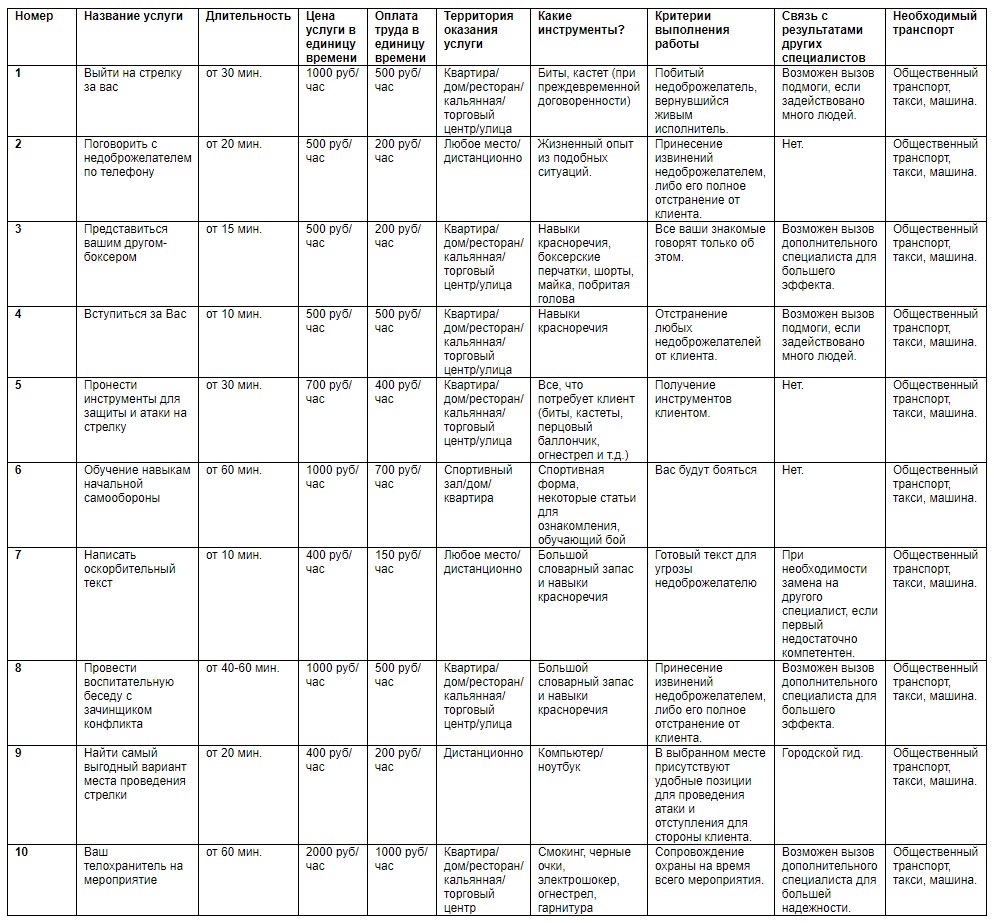 Номер
Название услуги
Длительность
Цена
услуги в
единицу
времени
Оплата
труда в
единицу
времени
Территория
оказания
услуги
Какие
инструменты?
Критерии
выполнения
работы
Связь с
результатами
других
специалистов
Необходимый
транспорт
1
Выйти на стрелку
за вас
от 30 мин.
1000 руб/
час
500 руб/
час
Квартира/
дом/ресторан/
кальянная/
торговый
центр/улица
Биты, кастет (при
преждевременной
договоренности)
Побитый
недоброжелатель,
вернувшийся
живым
исполнитель.
Возможен вызов
подмоги, если
задействовано
много людей.
Общественный
транспорт,
такси, машина.
2
Поговорить с
недоброжелателем
по телефону
от 20 мин.
500 руб/
час
200 руб/
час
Любое место/
дистанционно
Жизненный опыт
из подобных
ситуаций.
Принесение
извинений
недоброжелателем,
либо его полное
отстранение от
клиента.
Нет.
Общественный
транспорт,
такси, машина.
3
Представиться
вашим другом-
боксером
от 15 мин.
500 руб/
час
200 руб/
час
Квартира/
дом/ресторан/
кальянная/
торговый
центр/улица
Навыки
красноречия,
боксерские
перчатки, шорты,
майка, побритая
голова
Все ваши знакомые
говорят только об
этом.
Возможен вызов
дополнительного
специалиста для
большего
эффекта.
Общественный
транспорт,
такси, машина.
4
Вступиться за Вас
от 10 мин.
500 руб/
час
500 руб/
час
Квартира/
дом/ресторан/
кальянная/
торговый
центр/улица
Навыки
красноречия
Отстранение
любых
недоброжелателей
от клиента.
Возможен вызов
подмоги, если
задействовано
много людей.
Общественный
транспорт,
такси, машина.
5
Пронести
инструменты для
защиты и атаки на
стрелку
от 30 мин.
700 руб/
час
400 руб/
час
Квартира/
дом/ресторан/
кальянная/
торговый
центр/улица
Все, что
потребует клиент
(биты, кастеты,
перцовый
баллончик,
огнестрел и т.д.)
Получение
инструментов
клиентом.
Нет.
Общественный
транспорт,
такси, машина.
6
Обучение навыкам
начальной
самообороны
от 60 мин.
1000 руб/
час
700 руб/
час
Спортивный
зал/дом/
квартира
Спортивная
форма,
некоторые статьи
для
ознакомления,
обучающий бой
Вас будут бояться
Нет.
Общественный
транспорт,
такси, машина.
7
Написать
оскорбительный
текст
от 10 мин.
400 руб/
час
150 руб/
час
Любое место/
дистанционно
Большой
словарный запас
и навыки
красноречия
Готовый текст для
угрозы
недоброжелателю
При
необходимости
замена на
другого
специалист, если
первый
недостаточно
компетентен.
Общественный
транспорт,
такси, машина.
8
Провести
воспитательную
беседу с
зачинщиком
конфликта
от 40-60 мин.
1000 руб/
час
500 руб/
час
Квартира/
дом/ресторан/
кальянная/
торговый
центр/улица
Большой
словарный запас
и навыки
красноречия
Принесение
извинений
недоброжелателем,
либо его полное
отстранение от
клиента.
Возможен вызов
дополнительного
специалиста для
большего
эффекта.
Общественный
транспорт,
такси, машина.
9
Найти самый
выгодный вариант
места проведения
стрелки
от 20 мин.
400 руб/
час
200 руб/
час
Дистанционно
Компьютер/
ноутбук
В выбранном месте
присутствуют
удобные позиции
для проведения
атаки и
отступления для
стороны клиента.
Городской гид.
Общественный
транспорт,
такси, машина.
10
Ваш
телохранитель на
мероприятие
от 60 мин.
2000 руб/
час
1000 руб/
час
Квартира/
дом/ресторан/
кальянная/
торговый
центр
Смокинг, черные
очки,
электрошокер,
огнестрел,
гарнитура
Сопровождение
охраны на время
всего мероприятия.
Возможен вызов
дополнительного
специалиста для
большей
надежности.
Общественный
транспорт,
такси, машина.